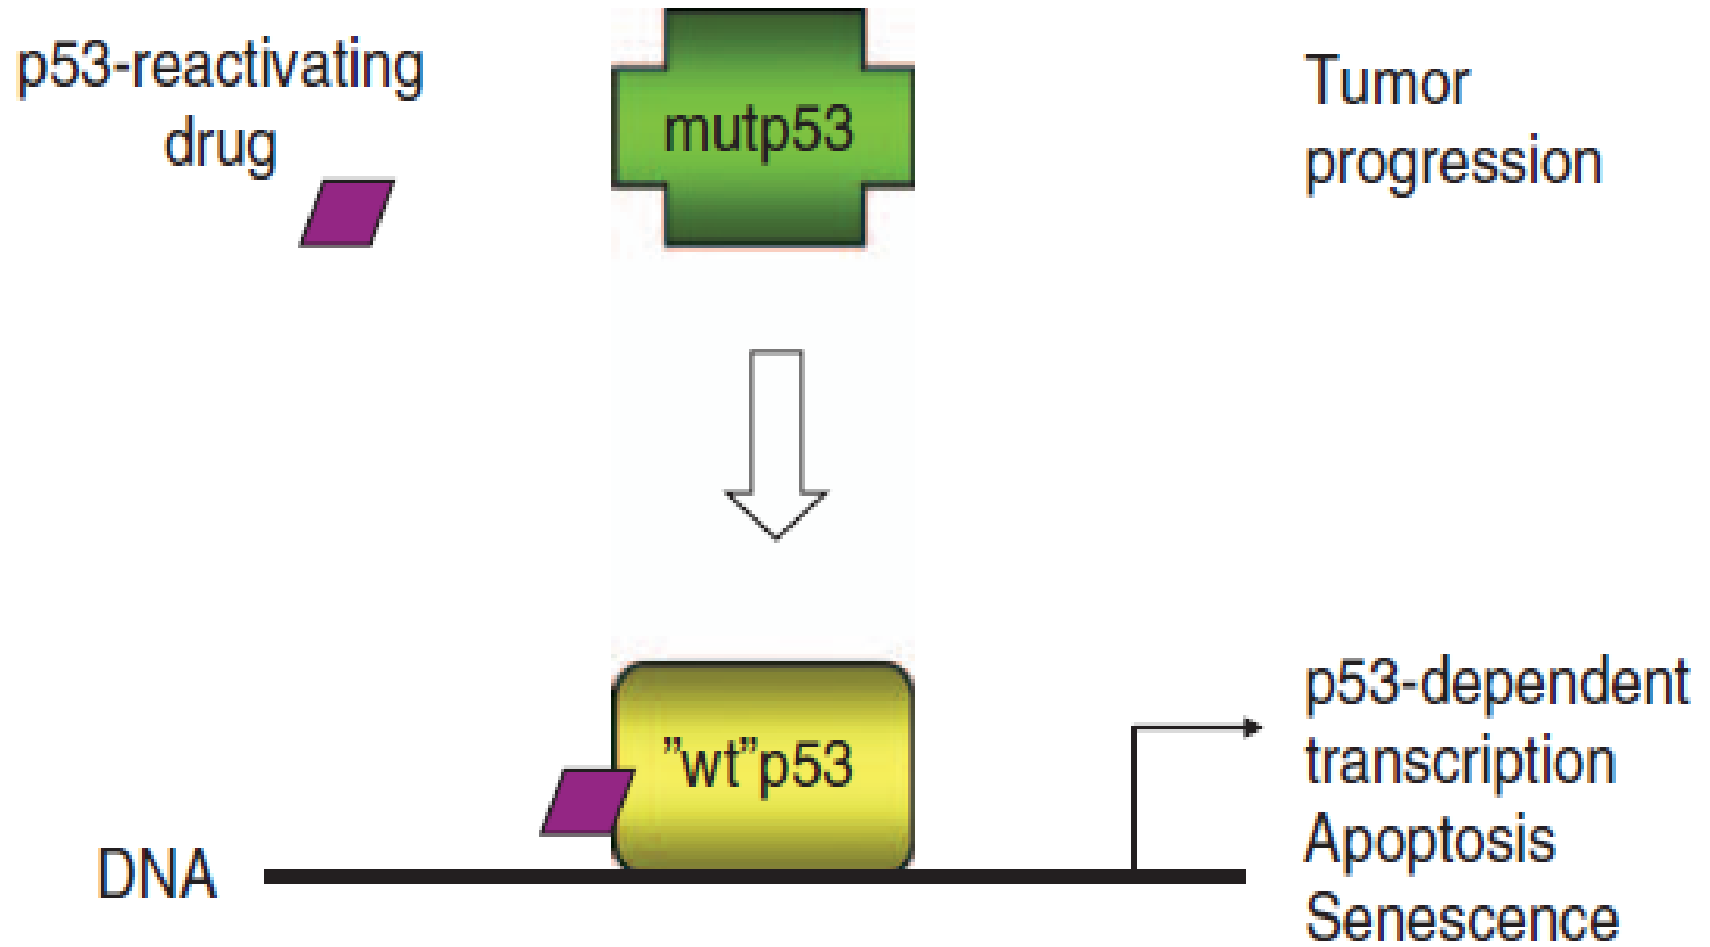 p53-reactivating
drug
mutp53
Tumor
progression
”wt”p53
DNA
p53-dependent
transcription
Apoptosis
Senescence